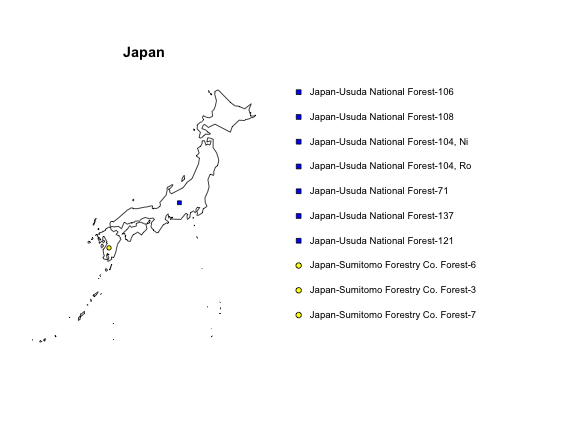 Japan
Japan-Usuda National Forest-106
Japan-Usuda National Forest-108
Japan-Usuda National Forest-104, Ni
Japan-Usuda National Forest-104, Ro
Japan-Usuda National Forest-71
Japan-Usuda National Forest-137
Japan-Usuda National Forest-121
Japan-Sumitomo Forestry Co. Forest-6
Japan-Sumitomo Forestry Co. Forest-3
Japan-Sumitomo Forestry Co. Forest-7